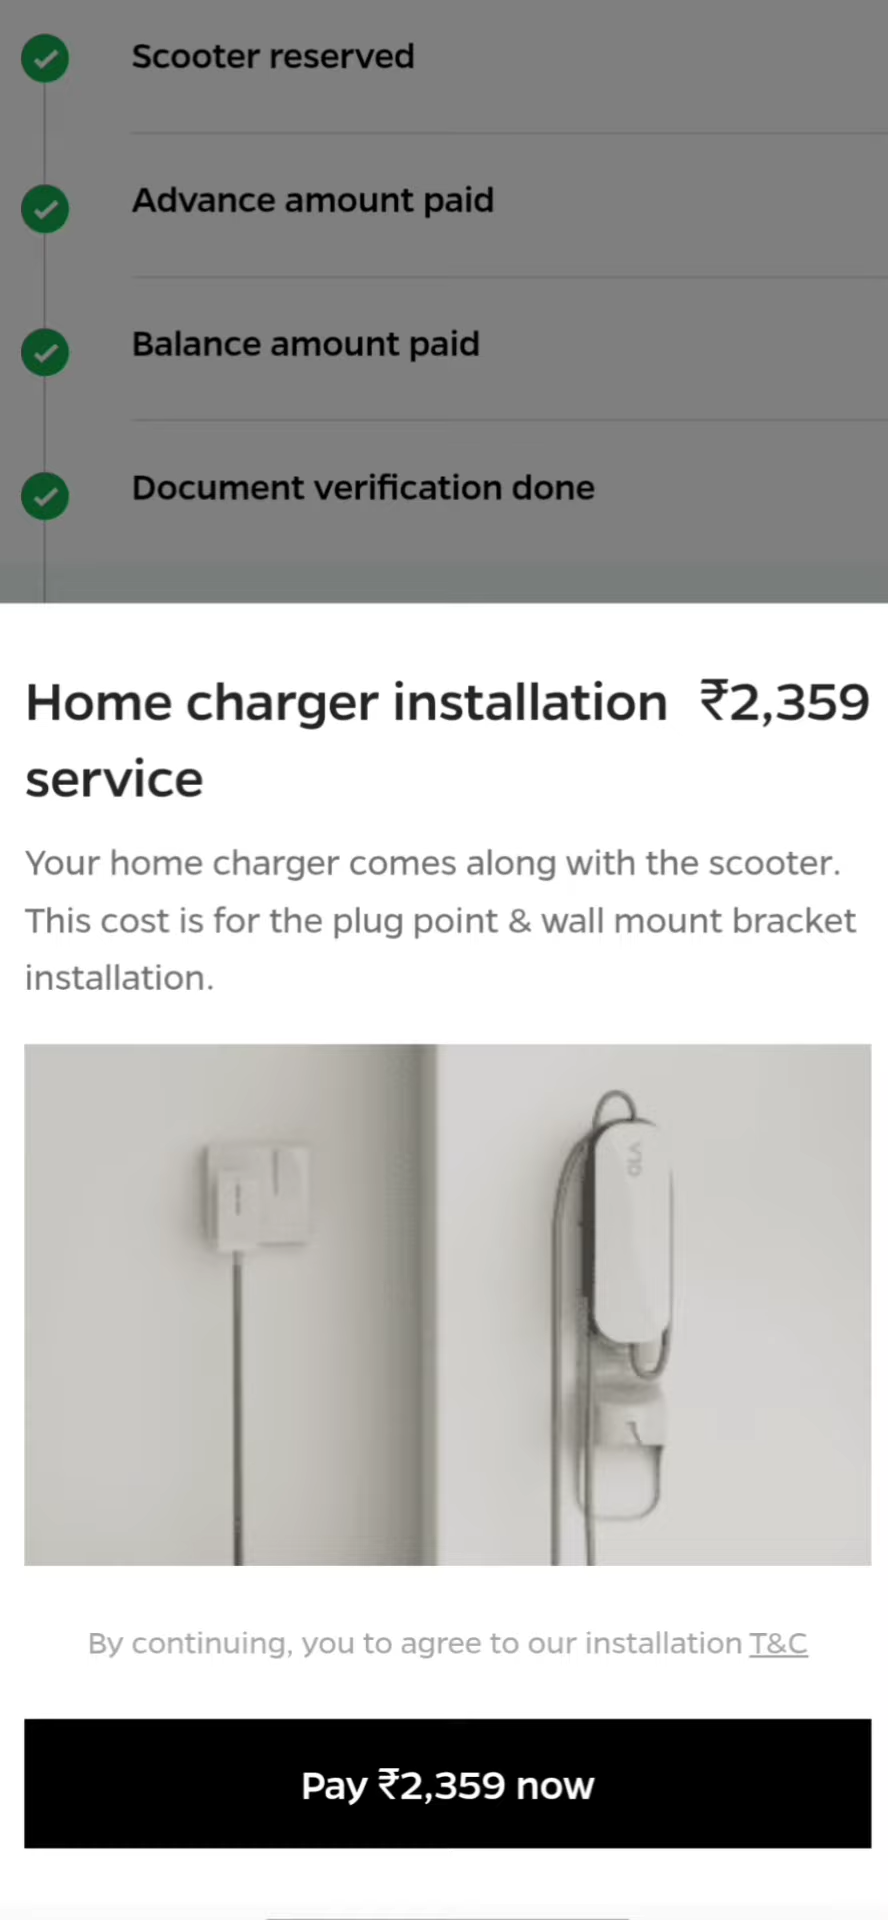 Scooter reserved
Advance amount paid
Balance amount paid
Document verification done
Home charger installation ₹2,359
service
Your home charger comes along with the scooter.
This cost is for the plug point & wall mount bracket
installation.
OLA
By continuing, you to agree to our installation T&C
Pay ₹2,359 now